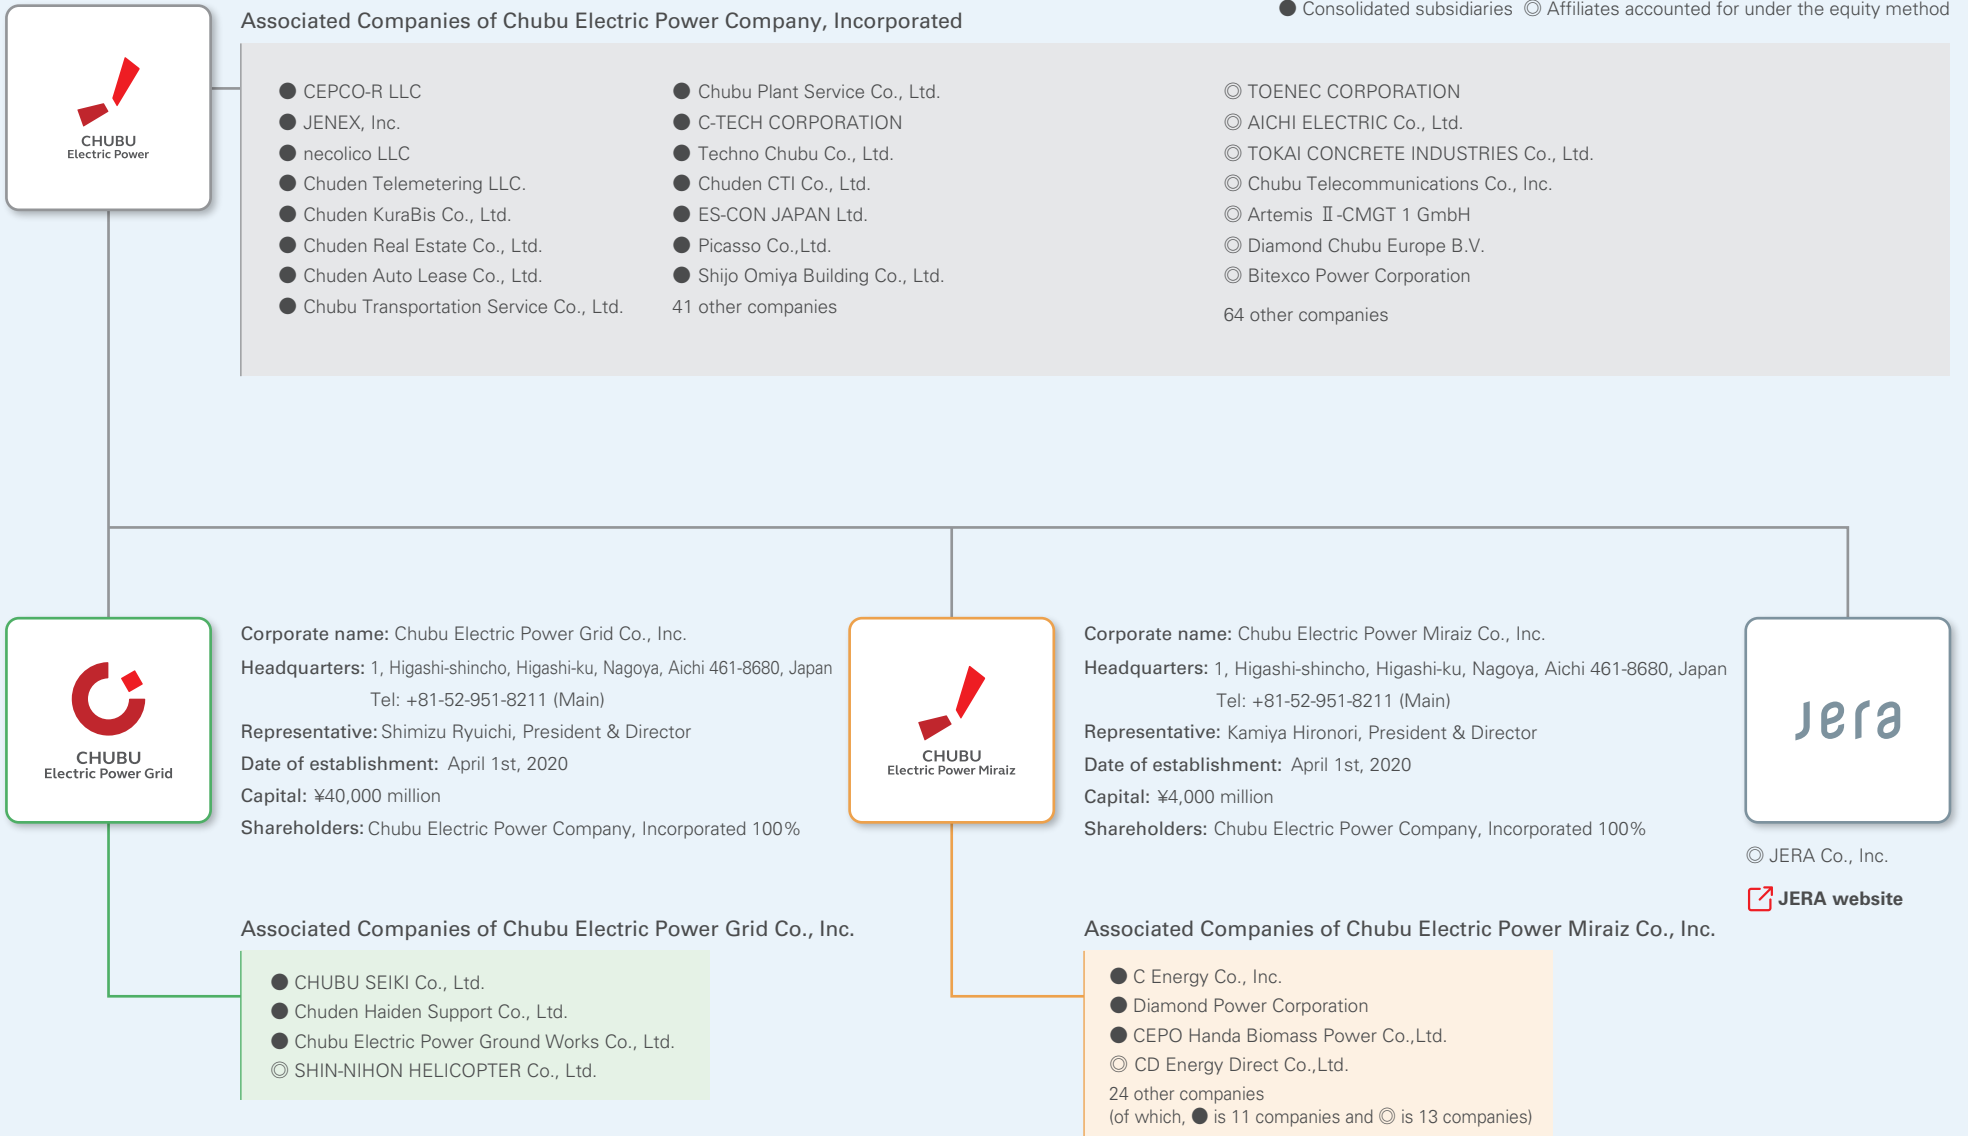 Associated Companies of Chubu Electric Power Company, Incorporated
● Consolidated subsidiaries ◎ Affiliates accounted for under the equity method
CHUBU
Electric Power
● CEPCO-R LLC
● JENEX, Inc.
● necolico LLC
● Chuden Telemetering LLC.
● Chuden KuraBis Co., Ltd.
● Chuden Real Estate Co., Ltd.
● Chuden Auto Lease Co., Ltd.
● Chubu Transportation Service Co., Ltd.
● Chubu Plant Service Co., Ltd.
● C-TECH CORPORATION
● Techno Chubu Co., Ltd.
● Chuden CTI Co., Ltd.
● ES-CON JAPAN Ltd.
● Picasso Co.,Ltd.
● Shijo Omiya Building Co., Ltd.
41 other companies
◎ TOENEC CORPORATION
◎ AICHI ELECTRIC Co., Ltd.
◎ TOKAI CONCRETE INDUSTRIES Co., Ltd.
◎ Chubu Telecommunications Co., Inc.
◎ Artemis Ⅱ-CMGT 1 GmbH
◎ Diamond Chubu Europe B.V.
◎ Bitexco Power Corporation
64 other companies
CHUBU
Electric Power Grid
Corporate name: Chubu Electric Power Grid Co., Inc.
Headquarters: 1, Higashi-shincho, Higashi-ku, Nagoya, Aichi 461-8680, Japan
Tel: +81-52-951-8211 (Main)
Representative: Shimizu Ryuichi, President & Director
Date of establishment: April 1st, 2020
Capital: ¥40,000 million
Shareholders: Chubu Electric Power Company, Incorporated 100%
CHUBU
Electric Power Miraiz
Corporate name: Chubu Electric Power Miraiz Co., Inc.
Headquarters: 1, Higashi-shincho, Higashi-ku, Nagoya, Aichi 461-8680, Japan
Tel: +81-52-951-8211 (Main)
Representative: Kamiya Hironori, President & Director
Date of establishment: April 1st, 2020
Capital: ¥4,000 million
Shareholders: Chubu Electric Power Company, Incorporated 100%
Jera
◎ JERA Co., Inc.
JERA website
Associated Companies of Chubu Electric Power Grid Co., Inc.
● CHUBU SEIKI Co., Ltd.
● Chuden Haiden Support Co., Ltd.
● Chubu Electric Power Ground Works Co., Ltd.
◎ SHIN-NIHON HELICOPTER Co., Ltd.
Associated Companies of Chubu Electric Power Miraiz Co., Inc.
● C Energy Co., Inc.
● Diamond Power Corporation
● CEPO Handa Biomass Power Co.,Ltd.
◎ CD Energy Direct Co.,Ltd.
24 other companies
(of which, ● is 11 companies and ◎ is 13 companies)